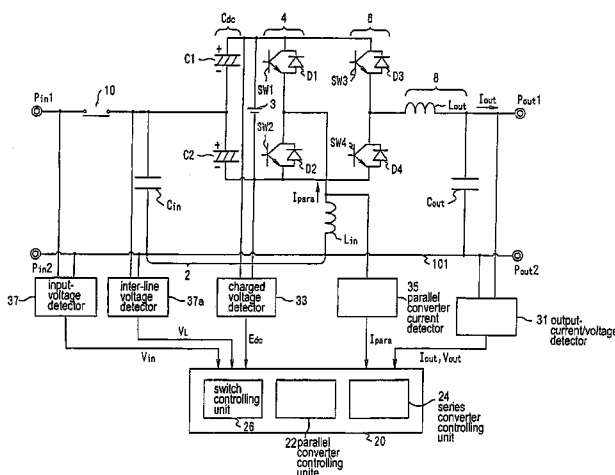 Cdc
4
6
C1
+
-
SW1
D1
SW3
D3
8
Pin1
10
3
Lout
Iout
Pout1
SW2
SW4
C2
+
-
D2
D4
Cin
Ipara
Cout
Lin
101
Pin2
2
Pout2
37
input-
voltage
detector
inter-line
voltage
detector
37a
charged
voltage
detector
33
35
parallel
converter
current
detector
31 output-
current/voltage
detector
VL
Edc
Ipara
Iout, Vout
Vin
switch
controlling
unit
26
22 parallel
converter
controlling
unite
20
24
series
converter
controlling
unit